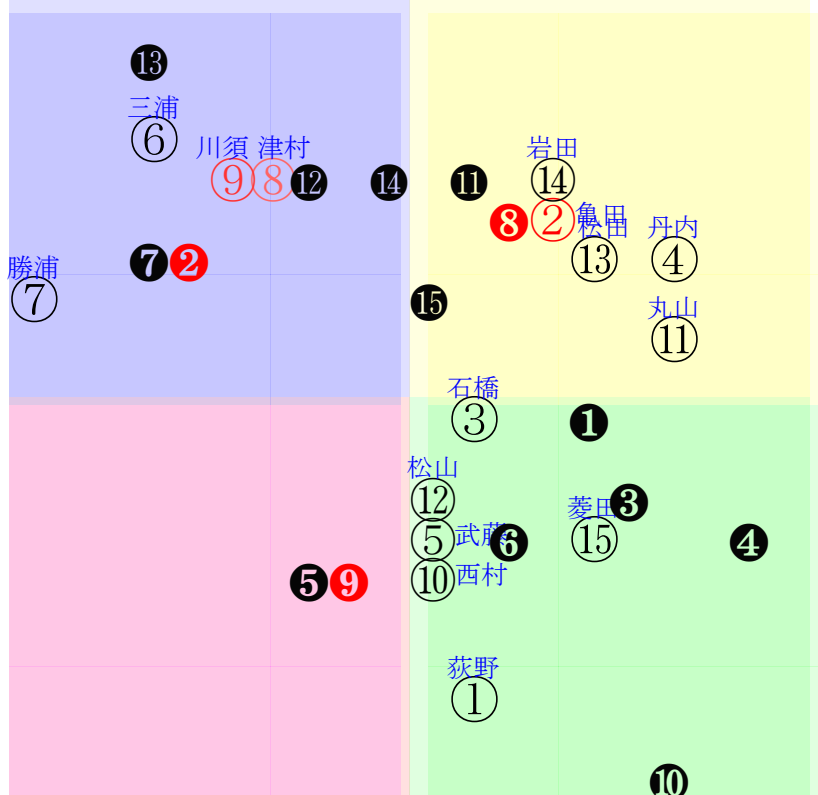 ⓭
三浦
⑥
川須 津村
⑨⑧⓬ ⓮ ⓫
岩田
⑭
❽ ② 亀田
松田
⑬
丹内
④
❼❷
勝浦
⑦
⓯
丸山
⑪
石橋
③
❶
松山
⑫
菱田
❸
⑮
⑤ 武藤
❻
❹
❺❾
⑩ 西村
荻野
①
❿